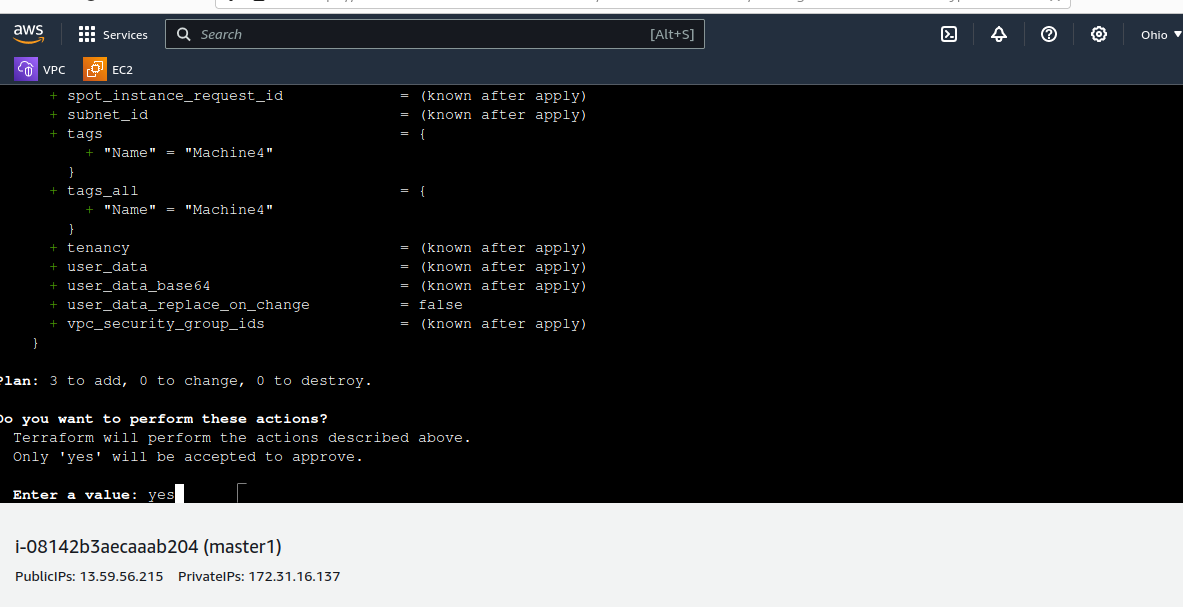 aws
Services
Search
[Alt+S]
Ohio
VPC
EC2
+ spot_instance_request_id = (known after apply)
+ subnet_id = (known after apply)
+ tags = {
+ "Name" = "Machine4"
}
+ tags_all = {
+ "Name" = "Machine4"
}
+ tenancy = (known after apply)
+ user_data = (known after apply)
+ user_data_base64 = (known after apply)
+ user_data_replace_on_change = false
+ vpc_security_group_ids = (known after apply)
}
Plan: 3 to add, 0 to change, 0 to destroy.
Do you want to perform these actions?
Terraform will perform the actions described above.
Only 'yes' will be accepted to approve.
Enter a value: yes
i-08142b3aecaaab204 (master1)
PublicIPs: 13.59.56.215 PrivateIPs: 172.31.16.137